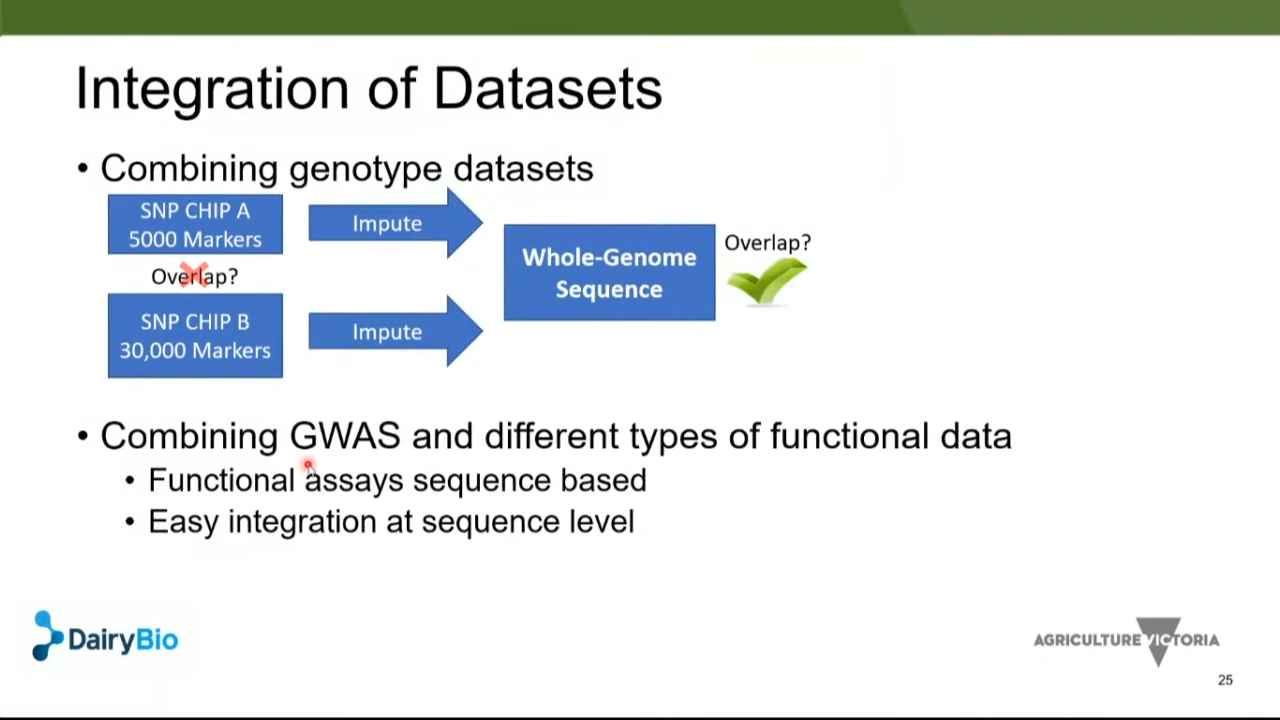 Integration of Datasets
• Combining genotype datasets
SNP CHIP A
5000 Markers
Impute
Overlap?
SNP CHIP B
30,000 Markers
Impute
Whole-Genome
Sequence
Overlap?
• Combining GWAS and different types of functional data
• Functional assays sequence based
• Easy integration at sequence level
DairyBio
AGRICULTURE VICTORIA
25